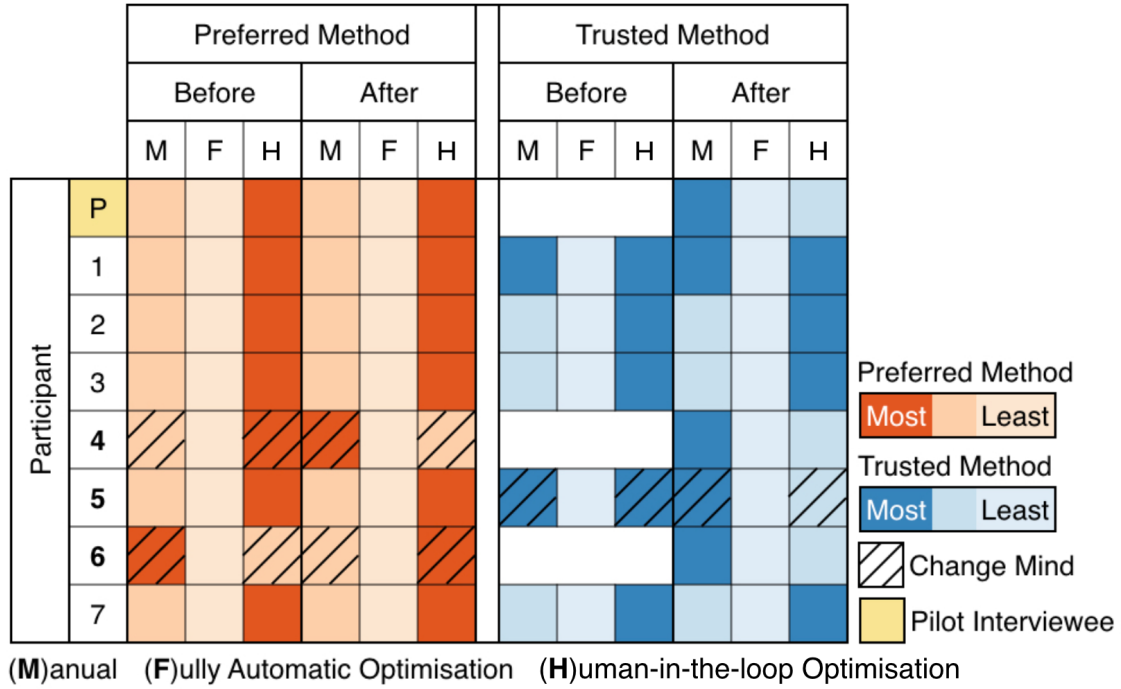 Preferred Method Trusted Method
Before After Before After
M F H M F H M F H M F H
Participant
P
1
2
3
4
5
6
7
Preferred Method
Most Least
Trusted Method
Most Least
Change Mind
Pilot Interviewee
(M)anual (F)ully Automatic Optimisation (H)uman-in-the-loop Optimisation